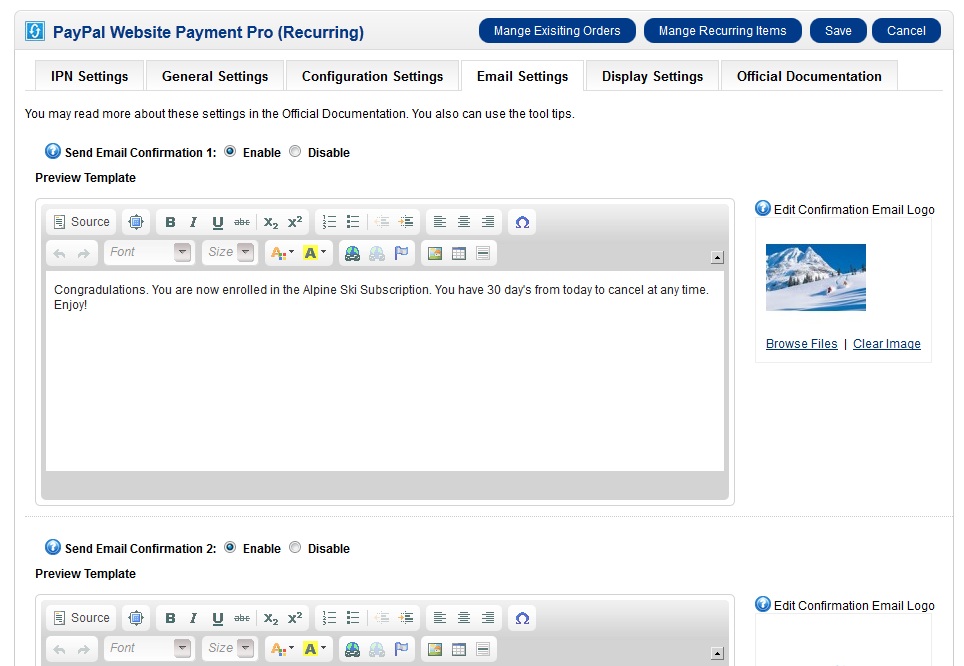 PayPal Website Payment Pro (Recurring)
Mange Exisiting Orders
Mange Recurring Items
Save
Cancel
IPN Settings
General Settings
Configuration Settings
Email Settings
Display Settings
Official Documentation
You may read more about these settings in the Official Documentation. You also can use the tool tips.
Send Email Confirmation 1: Enable Disable
Preview Template
Edit Confirmation Email Logo
Source
B I U abc X2 X²
Ω
Font
Size
A A
Congradulations. You are now enrolled in the Alpine Ski Subscription. You have 30 day's from today to cancel at any time.
Enjoy!
Browse Files | Clear Image
Send Email Confirmation 2: Enable Disable
Preview Template
Edit Confirmation Email Logo
Source
B I U abc X2 X²
Ω
Font
Size
A A